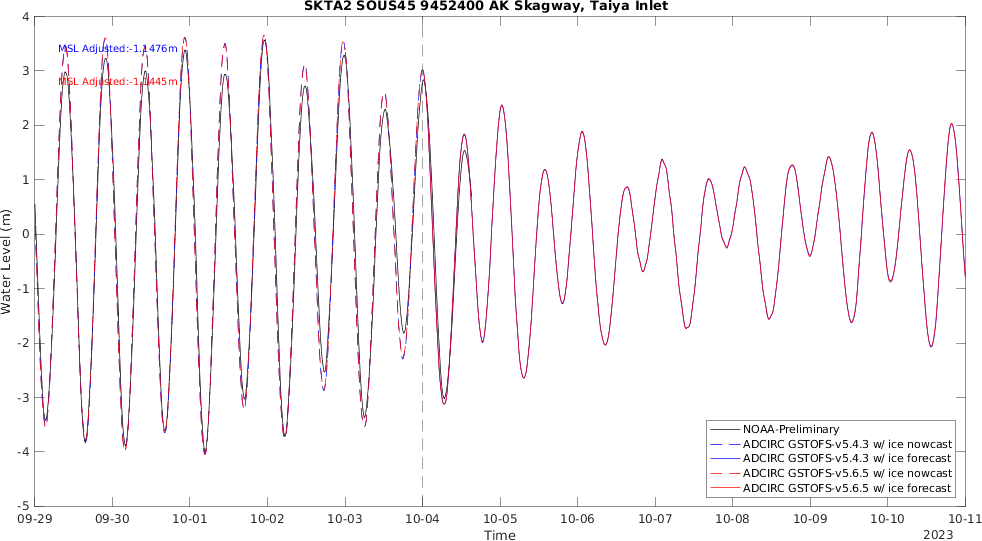 SKTA2 SOUS45 9452400 AK Skagway, Taiya Inlet
4
3
2
1
0
-1
-2
-3
-4
-5
Water Level (m)
MSL Adjusted:-1.1476m
MSL Adjusted:-1.1445m
NOAA-Preliminary
ADCIRC GSTOFS-v5.4.3 w/ ice nowcast
ADCIRC GSTOFS-v5.4.3 w/ ice forecast
ADCIRC GSTOFS-v5.6.5 w/ ice nowcast
ADCIRC GSTOFS-v5.6.5 w/ ice forecast
09-29 09-30 10-01 10-02 10-03 10-04 10-05 10-06 10-07 10-08 10-09 10-10 10-11
Time
2023